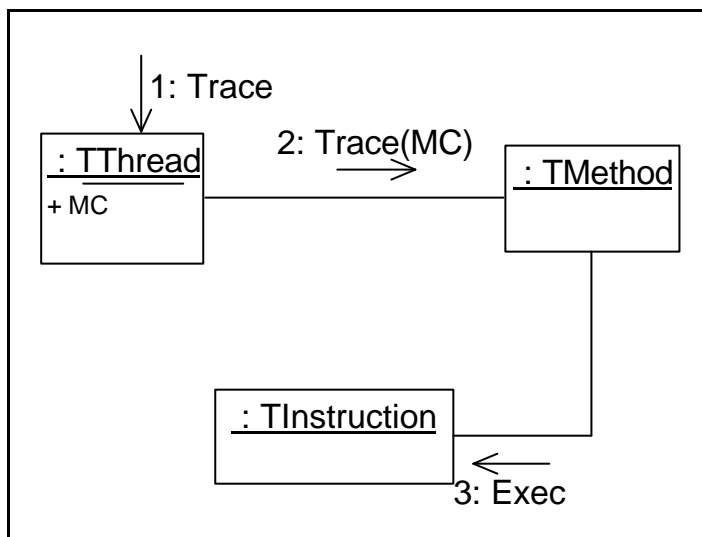 1: Trace
: TThread
+ MC
2: Trace(MC)
: TMethod
: TInstruction
3: Exec